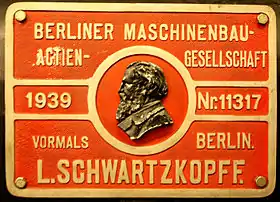 BERLINER MASCHINENBAU-
ACTIEN- GESELLSCHAFT
1939 Nr.11317
VORMALS BERLIN.
L.SCHWARTZKOPFF.